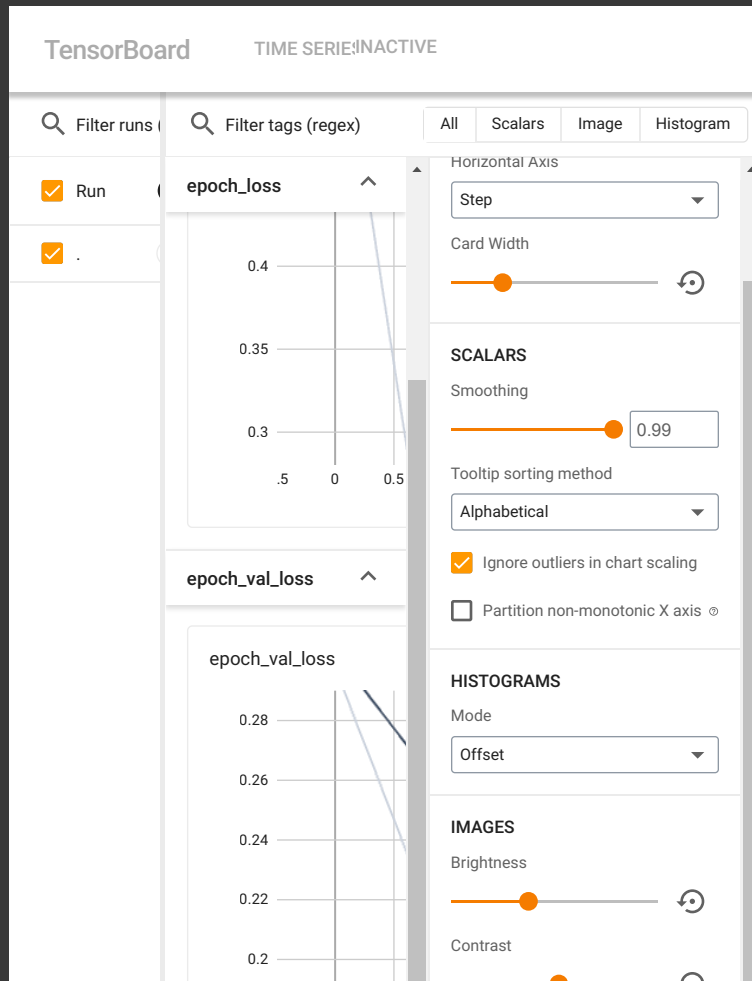 TensorBoard
TIME SERIES
INACTIVE
Filter runs (
Filter tags (regex)
All
Scalars
Image
Histogram
Run
.
epoch_loss
0.4
0.35
0.3
.5
0
0.5
epoch_val_loss
epoch_val_loss
0.28
0.26
0.24
0.22
0.2
Horizontal Axis
Step
Card Width
SCALARS
Smoothing
0.99
Tooltip sorting method
Alphabetical
Ignore outliers in chart scaling
Partition non-monotonic X axis
HISTOGRAMS
Mode
Offset
IMAGES
Brightness
Contrast